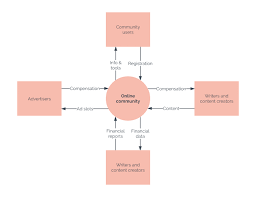 Community
users
Info &
tools
Registration
Advertisers
Compensation
Ad slots
Online
community
Compensation
Content
Writers and
content creators
Financial
reports
Financial
data
Writers and
content creators